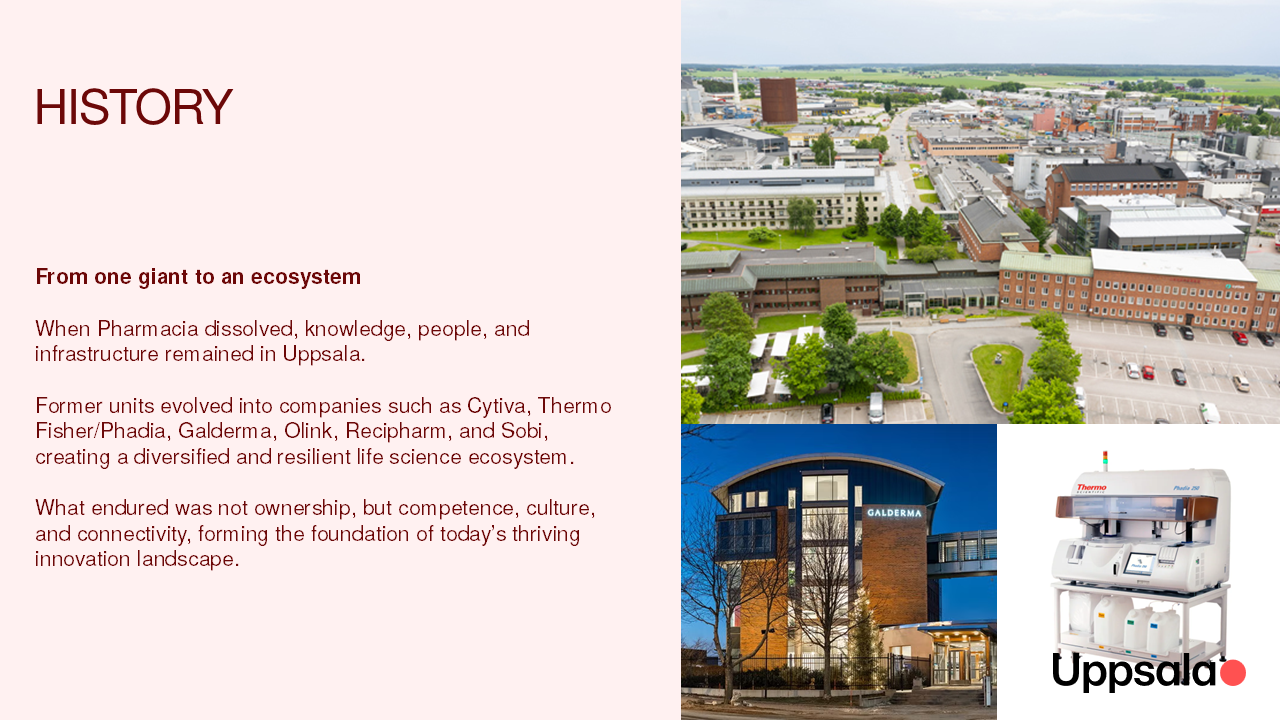 HISTORY
From one giant to an ecosystem
When Pharmacia dissolved, knowledge, people, and
infrastructure remained in Uppsala.
Former units evolved into companies such as Cytiva, Thermo
Fisher/Phadia, Galderma, Olink, Recipharm, and Sobi,
creating a diversified and resilient life science ecosystem.
What endured was not ownership, but competence, culture,
and connectivity, forming the foundation of today’s thriving
innovation landscape.
GALDERMA
Thermo
SCIENTIFIC
Phadia 250
Uppsala